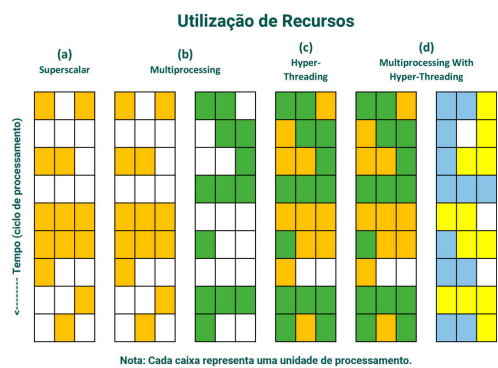 Utilização de Recursos
(a)
Superscalar
(b)
Multiprocessing
(c)
Hyper-
Threading
(d)
Multiprocessing With
Hyper-Threading
<-------- Tempo (ciclo de processamento)
Nota: Cada caixa representa uma unidade de processamento.